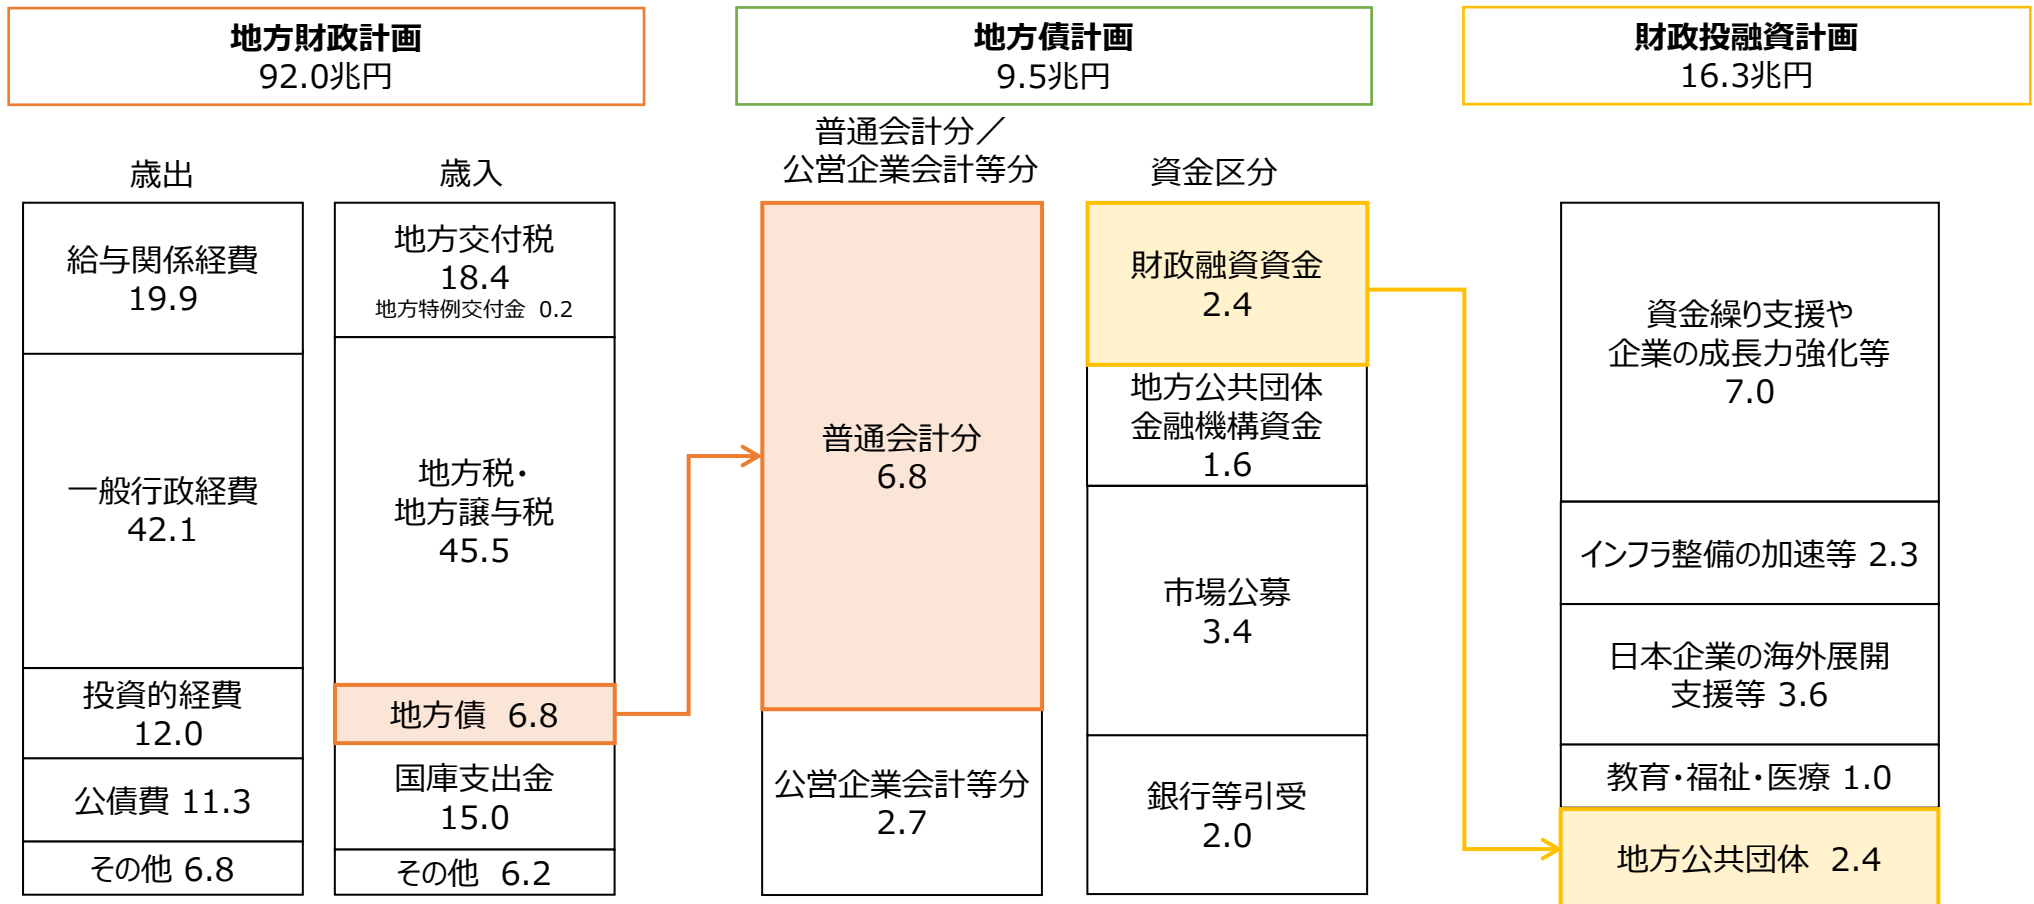 地方財政計画
92.0兆円
地方債計画
9.5兆円
財政投融資計画
16.3兆円
歳出
歳入
普通会計分／
公営企業会計等分
資金区分
給与関係経費
19.9
一般行政経費
42.1
投資的経費
12.0
公債費 11.3
その他 6.8
地方交付税
18.4
地方特例交付金 0.2
地方税・
地方譲与税
45.5
地方債 6.8
国庫支出金
15.0
その他 6.2
普通会計分
6.8
公営企業会計等分
2.7
財政融資資金
2.4
地方公共団体
金融機構資金
1.6
市場公募
3.4
銀行等引受
2.0
資金繰り支援や
企業の成長力強化等
7.0
インフラ整備の加速等 2.3
日本企業の海外展開
支援等 3.6
教育・福祉・医療 1.0
地方公共団体 2.4